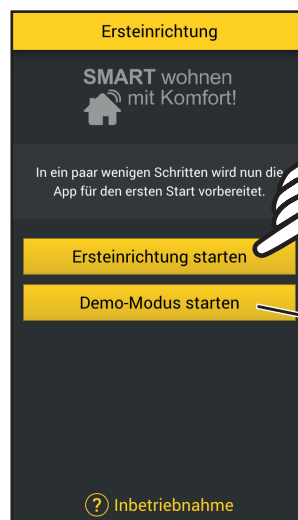 Ersteinrichtung
SMART wohnen
mit Komfort!
In ein paar wenigen Schritten wird nun die
App für den ersten Start vorbereitet.
Ersteinrichtung starten
Demo-Modus starten
? Inbetriebnahme